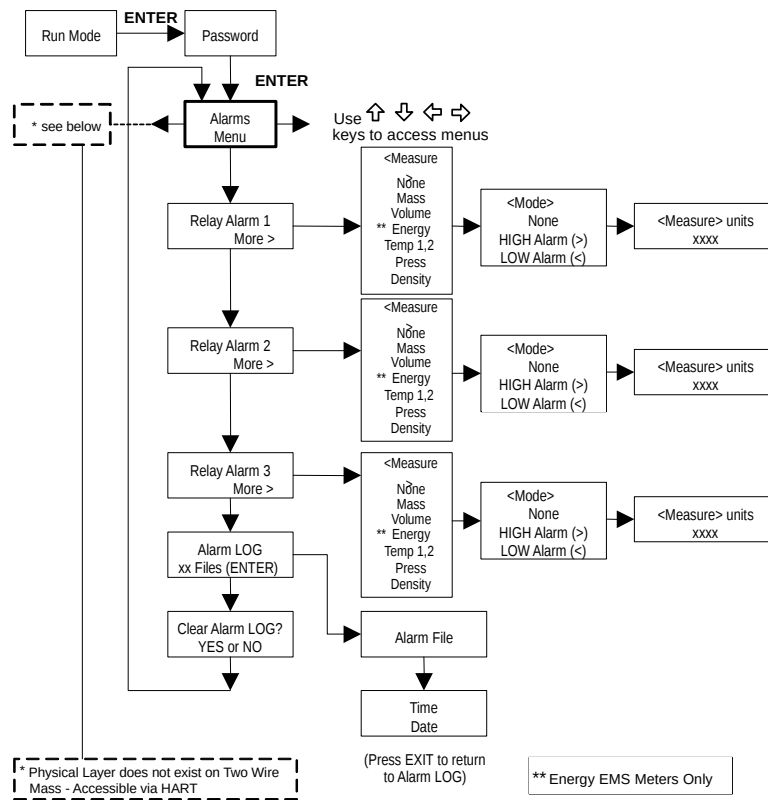 ENTER
Run Mode
Password
ENTER
* see below
Alarms
Menu
Use
keys to access menus
Relay Alarm 1
More >
<Measure
>
None
Mass
Volume
** Energy
Temp 1,2
Press
Density
<Mode>
None
HIGH Alarm (>)
LOW Alarm (<)
<Measure> units
xxxx
Relay Alarm 2
More >
<Measure
>
None
Mass
Volume
** Energy
Temp 1,2
Press
Density
<Mode>
None
HIGH Alarm (>)
LOW Alarm (<)
<Measure> units
xxxx
Relay Alarm 3
More >
<Measure
>
None
Mass
Volume
** Energy
Temp 1,2
Press
Density
<Mode>
None
HIGH Alarm (>)
LOW Alarm (<)
<Measure> units
xxxx
Alarm LOG
xx Files (ENTER)
Clear Alarm LOG?
YES or NO
Alarm File
Time
Date
(Press EXIT to return
to Alarm LOG)
* Physical Layer does not exist on Two Wire
Mass - Accessible via HART
** Energy EMS Meters Only